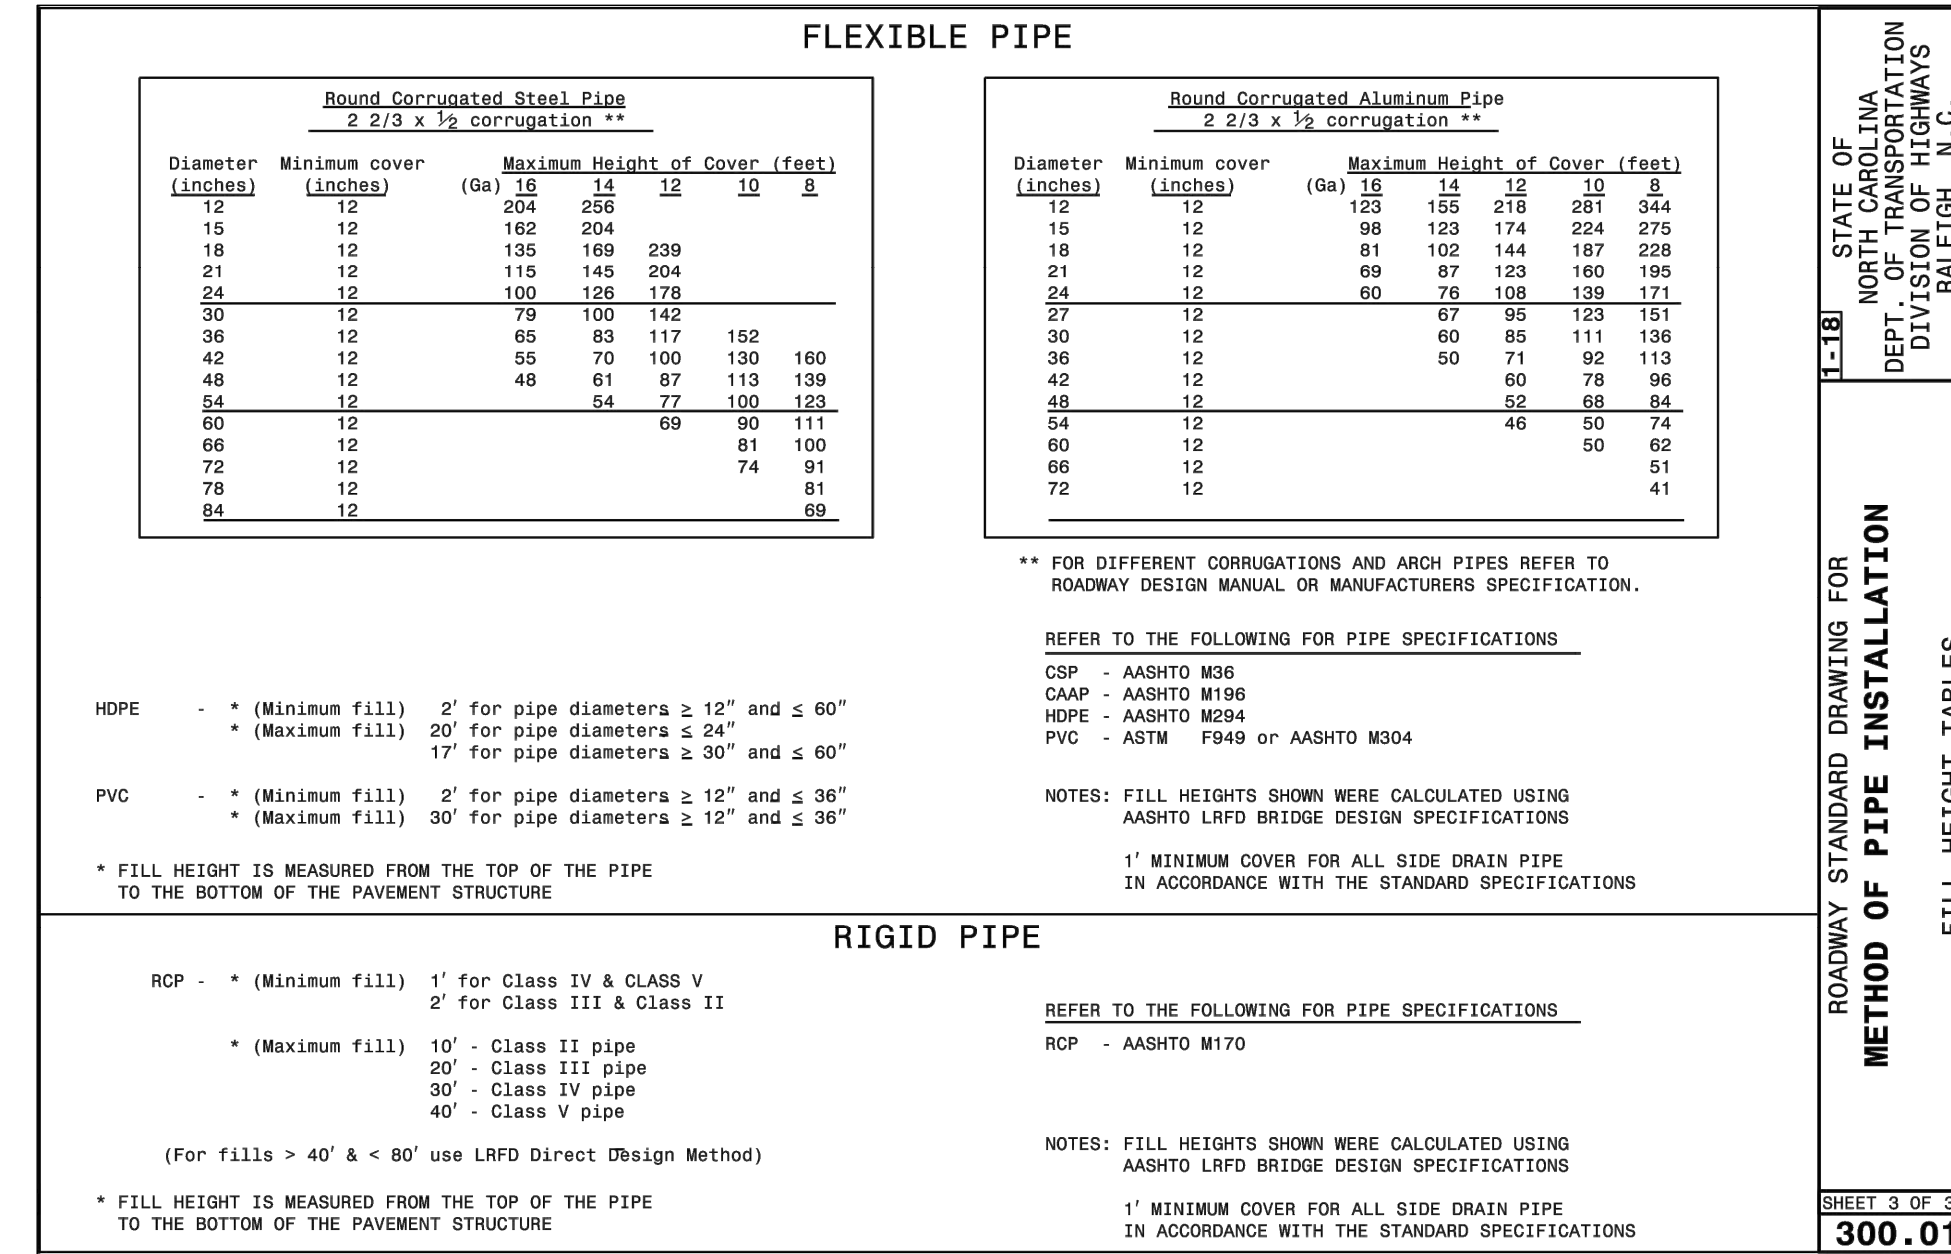 FLEXIBLE PIPE
Round Corrugated Steel Pipe
2 2/3 x ½ corrugation **
Diameter Minimum cover Maximum Height of Cover (feet)
(inches) (inches) (Ga) 16 14 12 10 8
12 12 204 256
15 12 162 204
18 12 135 169 239
21 12 115 145 204
24 12 100 126 178
30 12 79 100 142
36 12 65 83 117 152
42 12 55 70 100 130 160
48 12 48 61 87 113 139
54 12 54 77 100 123
60 12 69 90 111
66 12 81 100
72 12 74 91
78 12 81
84 12 69
Round Corrugated Aluminum Pipe
2 2/3 x ½ corrugation **
Diameter Minimum cover Maximum Height of Cover (feet)
(inches) (inches) (Ga) 16 14 12 10 8
12 12 123 155 218 281 344
15 12 98 123 174 224 275
18 12 81 102 144 187 228
21 12 69 87 123 160 195
24 12 60 76 108 139 171
27 12 67 95 123 151
30 12 60 85 111 136
36 12 50 71 92 113
42 12 60 78 96
48 12 52 68 84
54 12 46 50 74
60 12 50 62
66 12 51
72 12 41
** FOR DIFFERENT CORRUGATIONS AND ARCH PIPES REFER TO
ROADWAY DESIGN MANUAL OR MANUFACTURERS SPECIFICATION.
REFER TO THE FOLLOWING FOR PIPE SPECIFICATIONS
CSP - AASHTO M36
CAAP - AASHTO M196
HDPE - AASHTO M294
PVC - ASTM F949 or AASHTO M304
HDPE - * (Minimum fill) 2' for pipe diameters ≥ 12" and ≤ 60"
* (Maximum fill) 20' for pipe diameters ≤ 24"
17' for pipe diameters ≥ 30" and ≤ 60"
PVC - * (Minimum fill) 2' for pipe diameters ≥ 12" and ≤ 36"
* (Maximum fill) 30' for pipe diameters ≥ 12" and ≤ 36"
* FILL HEIGHT IS MEASURED FROM THE TOP OF THE PIPE
TO THE BOTTOM OF THE PAVEMENT STRUCTURE
NOTES: FILL HEIGHTS SHOWN WERE CALCULATED USING
AASHTO LRFD BRIDGE DESIGN SPECIFICATIONS
1' MINIMUM COVER FOR ALL SIDE DRAIN PIPE
IN ACCORDANCE WITH THE STANDARD SPECIFICATIONS
RIGID PIPE
RCP - * (Minimum fill) 1' for Class IV & CLASS V
2' for Class III & Class II
* (Maximum fill) 10' - Class II pipe
20' - Class III pipe
30' - Class IV pipe
40' - Class V pipe
(For fills > 40' & < 80' use LRFD Direct Design Method)
* FILL HEIGHT IS MEASURED FROM THE TOP OF THE PIPE
TO THE BOTTOM OF THE PAVEMENT STRUCTURE
REFER TO THE FOLLOWING FOR PIPE SPECIFICATIONS
RCP - AASHTO M170
NOTES: FILL HEIGHTS SHOWN WERE CALCULATED USING
AASHTO LRFD BRIDGE DESIGN SPECIFICATIONS
1' MINIMUM COVER FOR ALL SIDE DRAIN PIPE
IN ACCORDANCE WITH THE STANDARD SPECIFICATIONS
1-18
STATE OF
NORTH CAROLINA
DEPT. OF TRANSPORTATION
DIVISION OF HIGHWAYS
RALEIGH N.C.
ROADWAY STANDARD DRAWING FOR
METHOD OF PIPE INSTALLATION
FILL HEIGHT TABLES
SHEET 3 OF 3
300.01